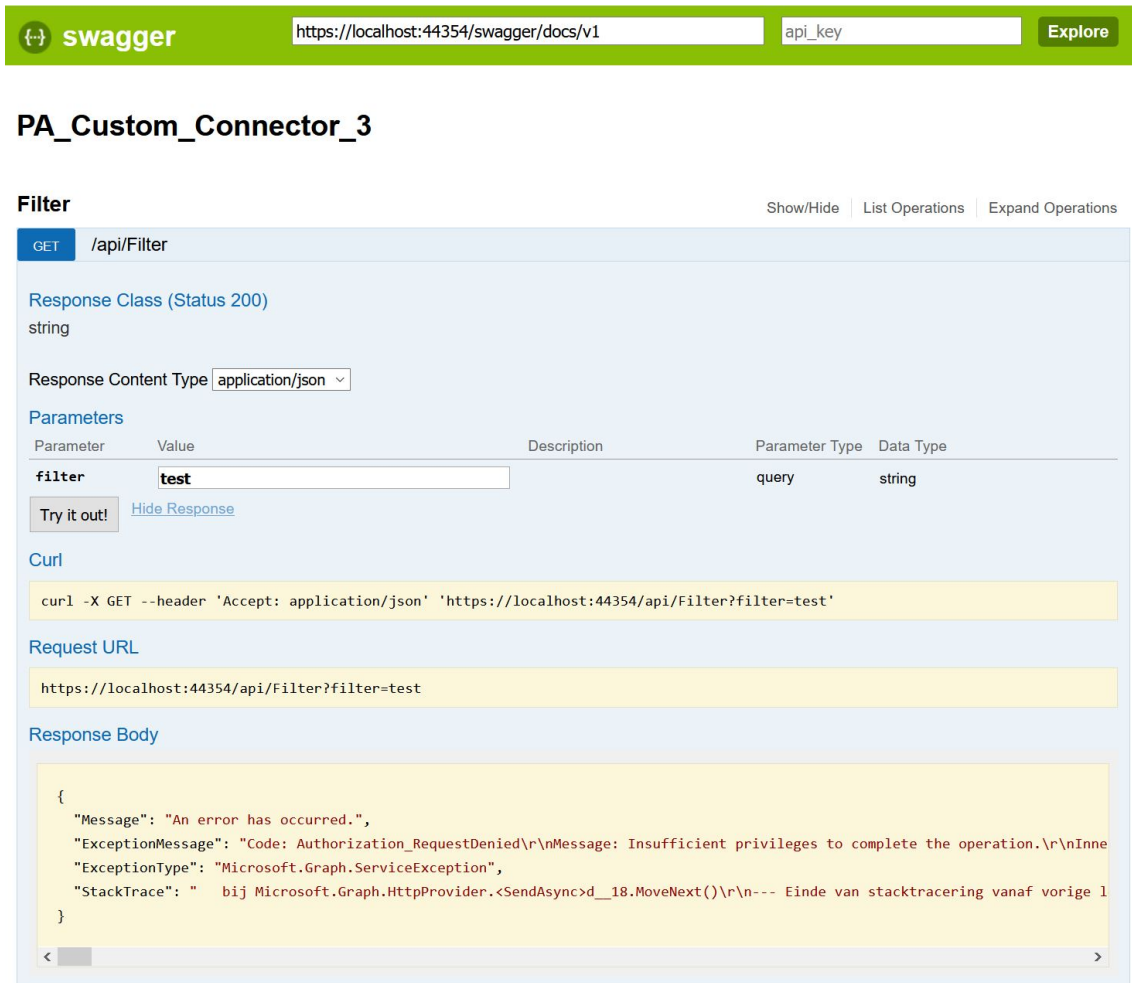 {··} swagger https://localhost:44354/swagger/docs/v1 api_key Explore
PA_Custom_Connector_3
Filter Show/Hide List Operations Expand Operations
GET /api/Filter
Response Class (Status 200)
string
Response Content Type application/json
Parameters
Parameter Value Description Parameter Type Data Type
filter test query string
Try it out! Hide Response
Curl
curl -X GET --header 'Accept: application/json' 'https://localhost:44354/api/Filter?filter=test'
Request URL
https://localhost:44354/api/Filter?filter=test
Response Body
{
"Message": "An error has occurred.",
"ExceptionMessage": "Code: Authorization_RequestDenied\r\nMessage: Insufficient privileges to complete the operation.\r\nInne
"ExceptionType": "Microsoft.Graph.ServiceException",
"StackTrace": "   bij Microsoft.Graph.HttpProvider.<SendAsync>d__18.MoveNext()\r\n--- Einde van stacktracering vanaf vorige l
}